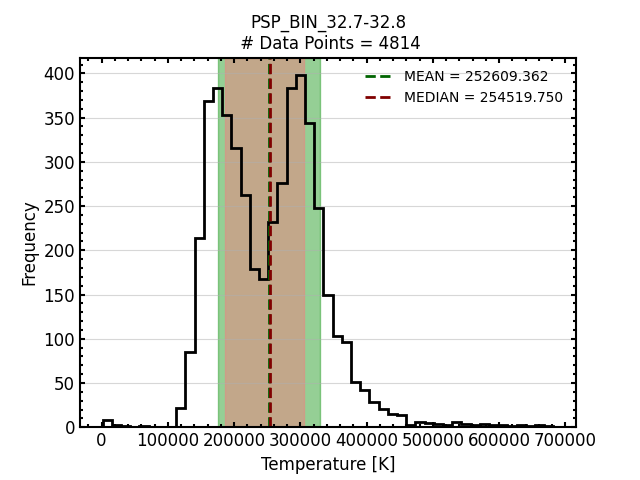 PSP_BIN_32.7-32.8
# Data Points = 4814
MEAN = 252609.362
MEDIAN = 254519.750
400
350
300
250
200
150
100
50
0
Frequency
0 100000 200000 300000 400000 500000 600000 700000
Temperature [K]